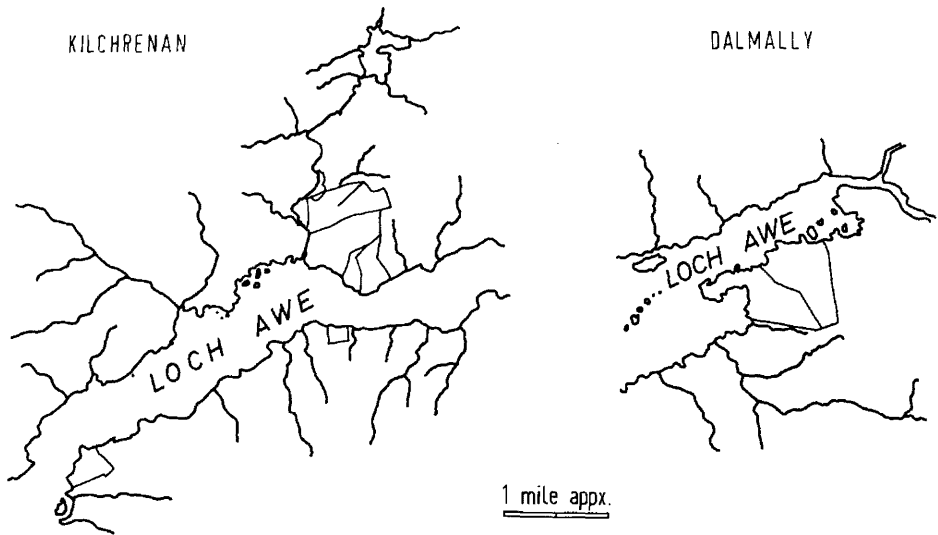 KILCHRENAN
DALMALLY
LOCH AWE
LOCH AWE
1 mile appx.